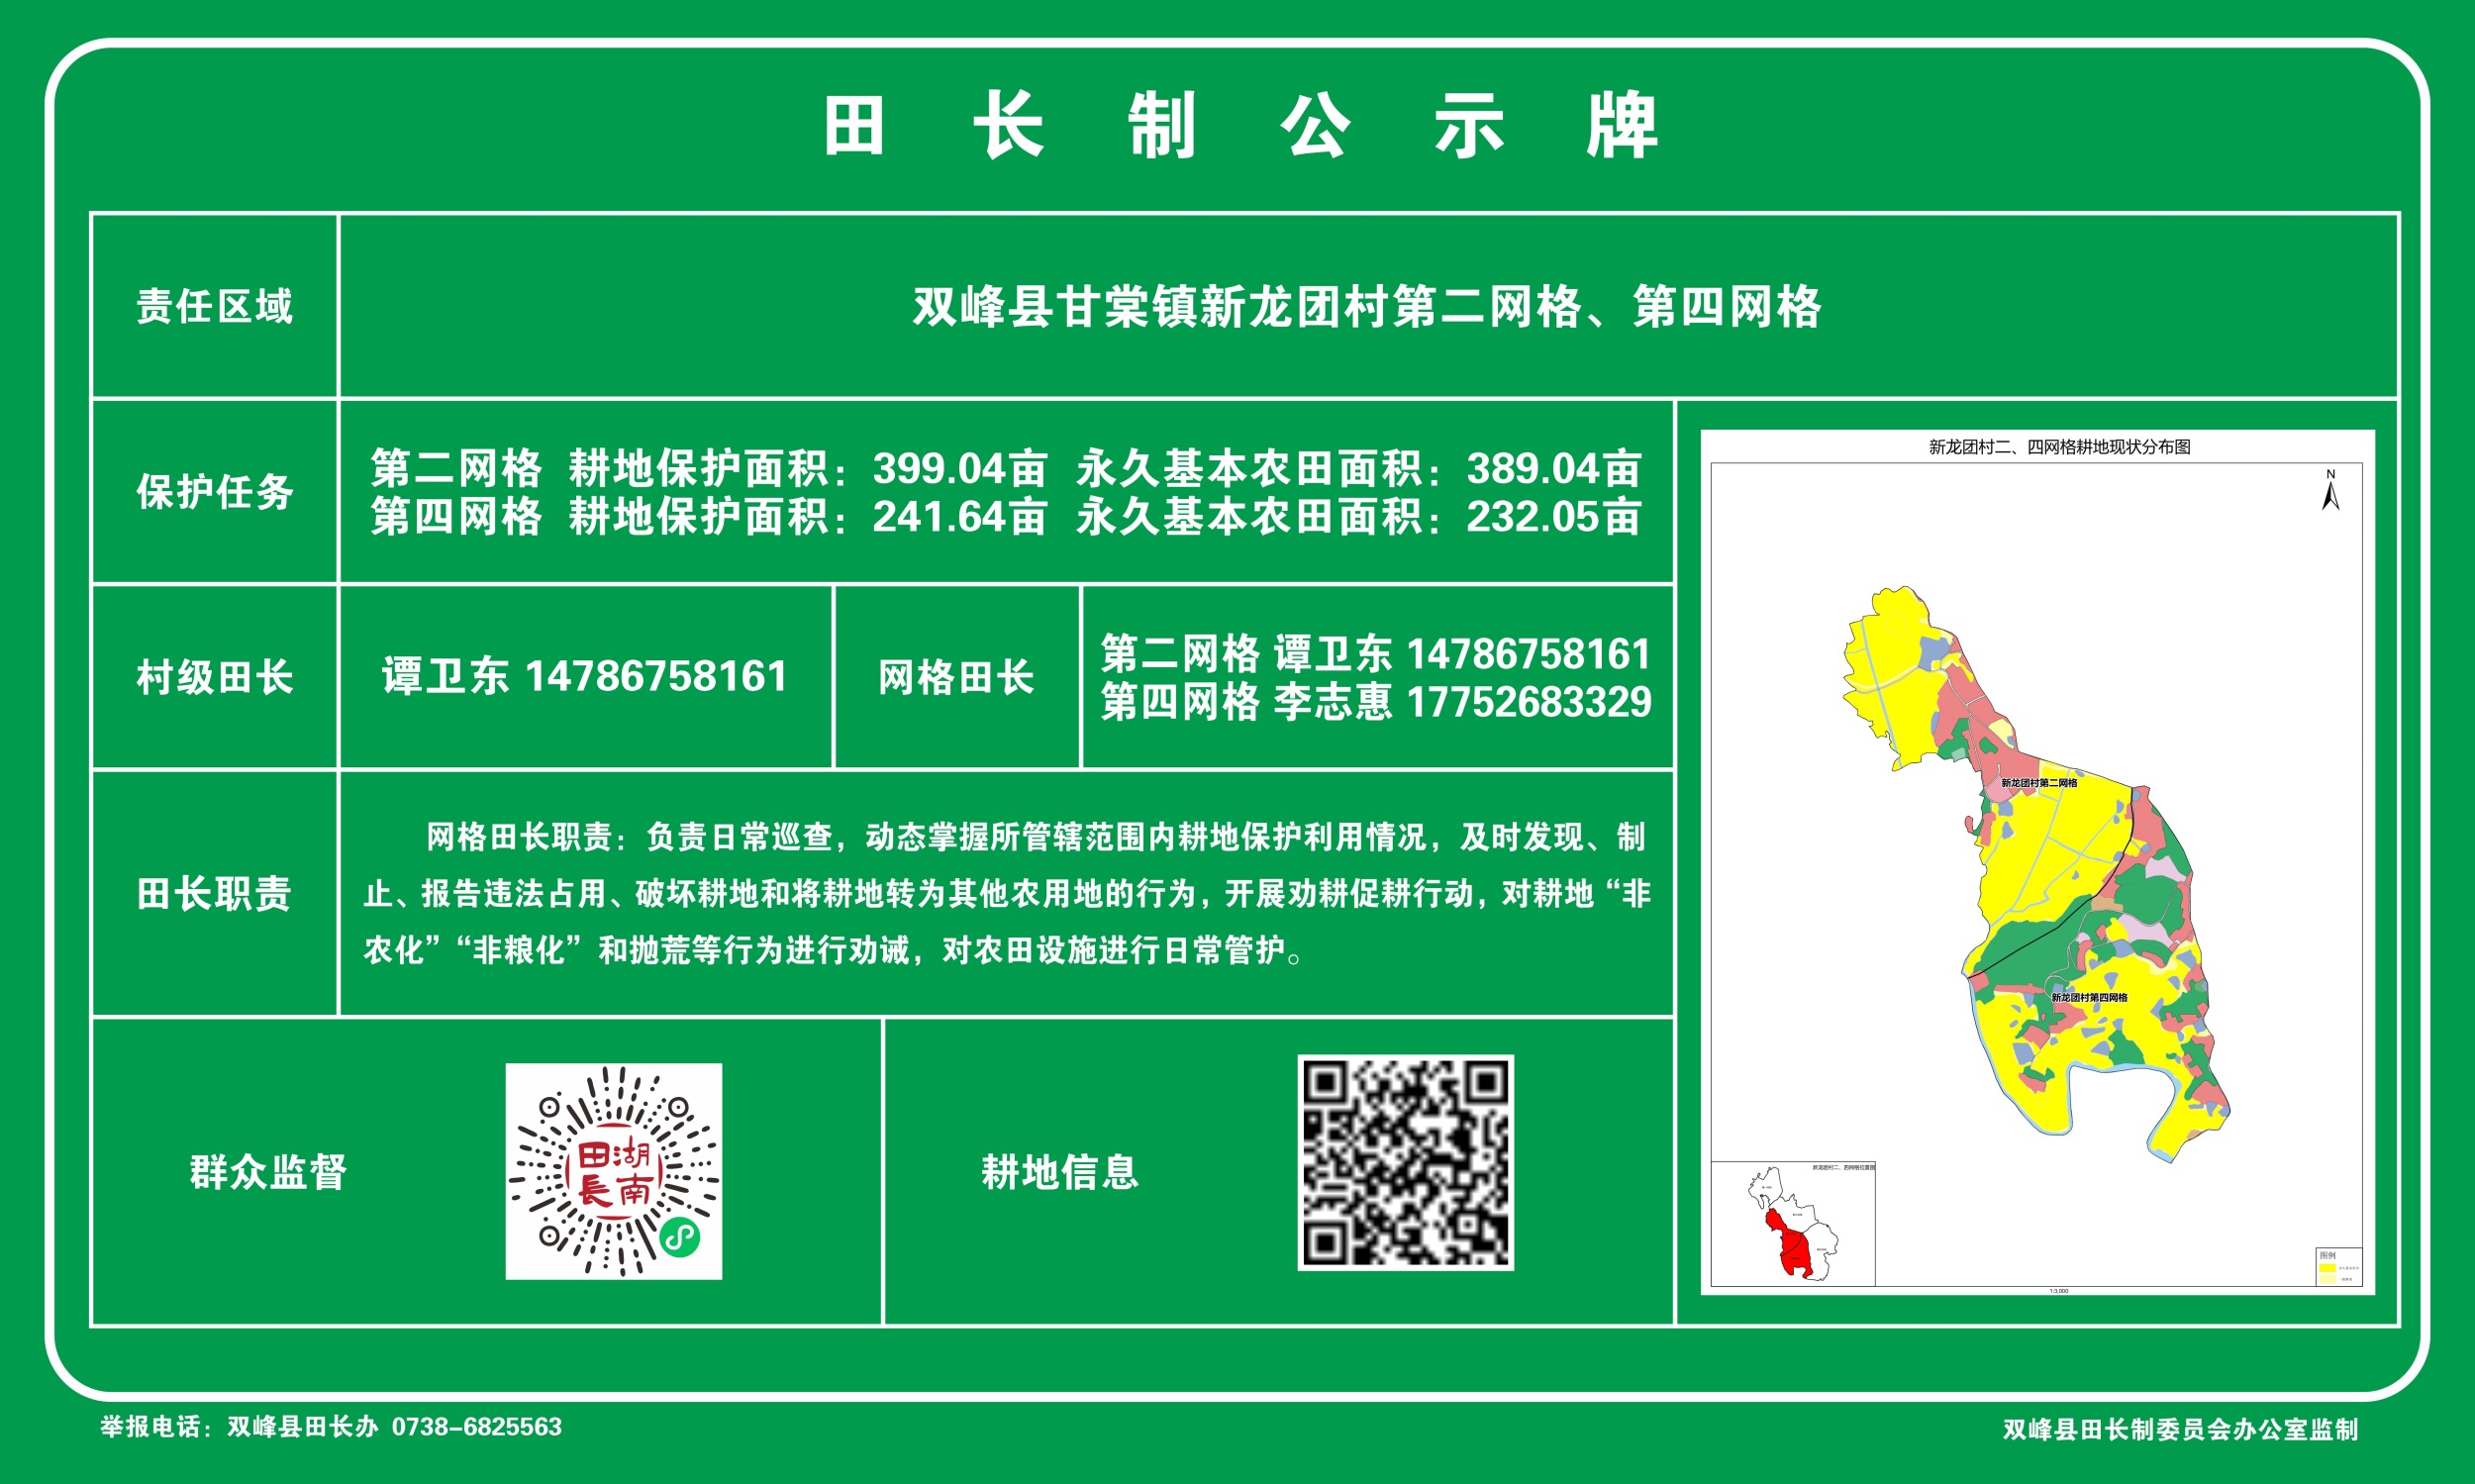 田长制公示牌
责任区域
双峰县甘棠镇新龙团村第二网格、第四网格
保护任务
第二网格 耕地保护面积：399.04亩 永久基本农田面积：389.04亩
第四网格 耕地保护面积：241.64亩 永久基本农田面积：232.05亩
村级田长
谭卫东 14786758161
网格田长
第二网格 谭卫东 14786758161
第四网格 李志惠 17752683329
田长职责
网格田长职责：负责日常巡查，动态掌握所管辖范围内耕地保护利用情况，及时发现、制
止、报告违法占用、破坏耕地和将耕地转为其他农用地的行为，开展劝耕促耕行动，对耕地“非
农化”“非粮化”和抛荒等行为进行劝诫，对农田设施进行日常管护。
群众监督
田湖
長南
耕地信息
新龙团村二、四网格耕地现状分布图
N
新龙团村第二网格
新龙团村第四网格
新龙团村二、四网格位置图
图例
1:3,000
举报电话：双峰县田长办 0738-6825563
双峰县田长制委员会办公室监制